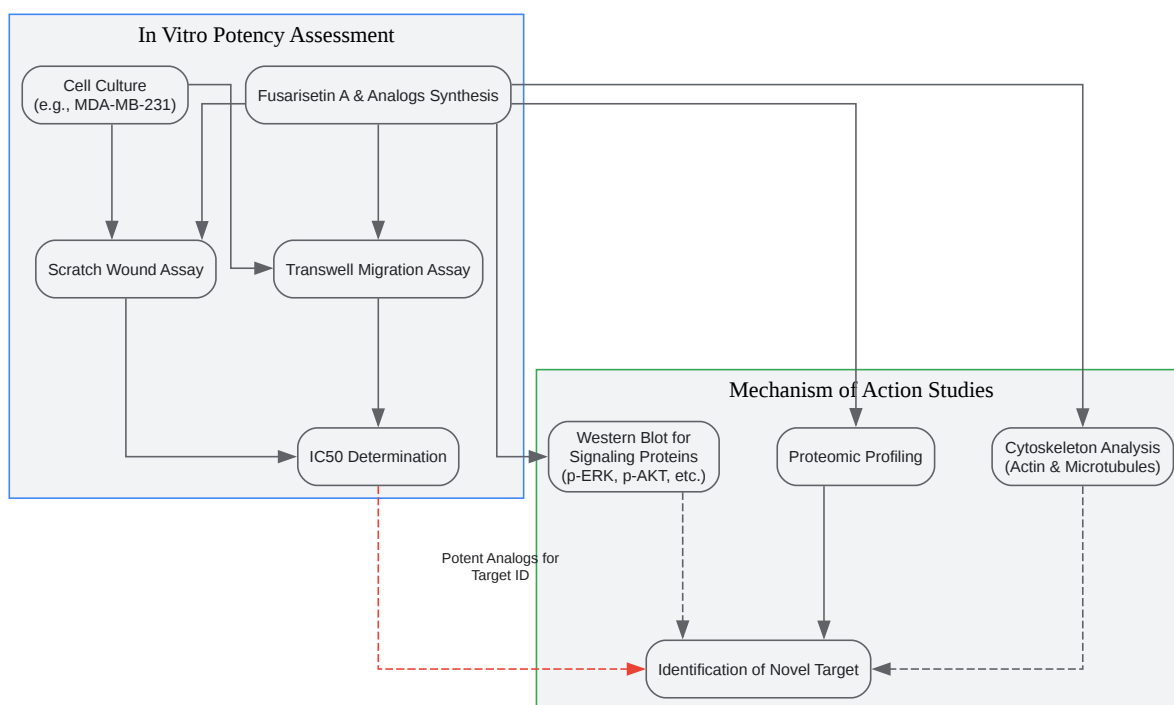 In Vitro Potency Assessment
Cell Culture
(e.g., MDA-MB-231)
Fusarisetin A & Analogs Synthesis
Scratch Wound Assay
Transwell Migration Assay
Mechanism of Action Studies
IC50 Determination
Western Blot for
Signaling Proteins
(p-ERK, p-AKT, etc.)
Proteomic Profiling
Cytoskeleton Analysis
(Actin & Microtubules)
Potent Analogs for
Target ID
Identification of Novel Target